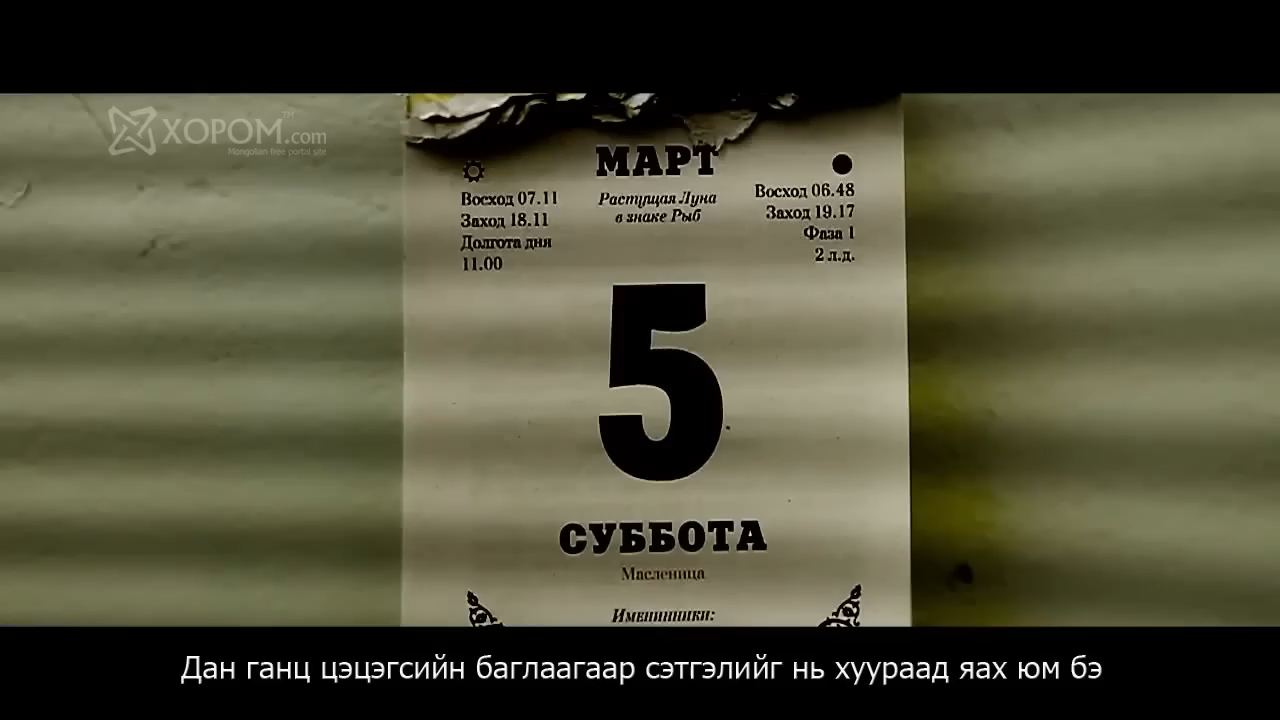 ХОРОМ.com™
Mongolian free portal site
МАРТ
Восход 07.11
Заход 18.11
Долгота дня
11.00
Растущая Луна
в знаке Рыб
Восход 06.48
Заход 19.17
Фаза 1
2 л.д.
5
СУББОТА
Масленица
Именинники:
Дан ганц цэцэгсийн баглаагаар сэтгэлийг нь хуураад яах юм бэ